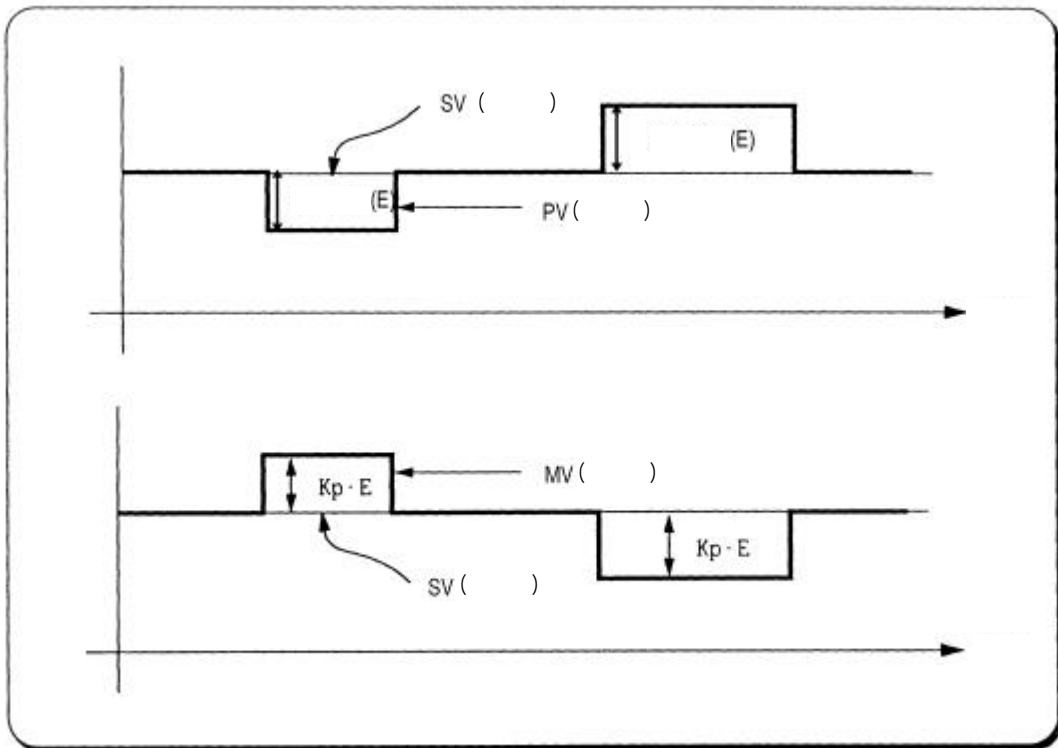 SV ( )
(E)
(E)
PV ( )
Kp · E
MV ( )
Kp · E
SV ( )